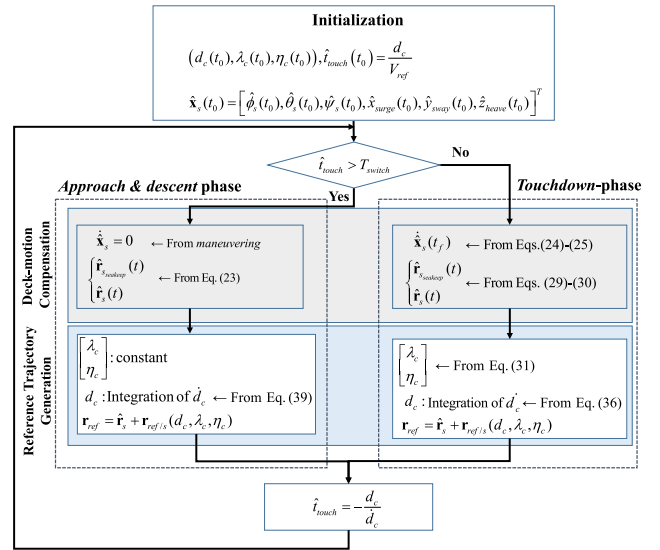 Initialization
(d_c(t_0), λ_c(t_0), η_c(t_0)), t̂_touch(t_0) = d_c / V_ref
x̂_s(t_0) = [φ̂_s(t_0), θ̂_s(t_0), ψ̂_s(t_0), x̂_surge(t_0), ŷ_sway(t_0), ẑ_heave(t_0)]^T
t̂_touch > T_switch
No
Yes
Approach & descent phase
Touchdown-phase
Deck-motion
Compensation
x̂̇_s = 0 ← From maneuvering
{ r̂_s_seakeep(t)
r̂_s(t)
← From Eq. (23)
x̂̇_s(t_f) ← From Eqs.(24)-(25)
{ r̂_s_seakeep(t)
r̂_s(t)
← From Eqs. (29)-(30)
Reference Trajectory
Generation
[λ_c
η_c] : constant
d_c : Integration of ḋ_c ← From Eq. (39)
r_ref = r̂_s + r_ref/s(d_c, λ_c, η_c)
[λ_c
η_c] ← From Eq. (31)
d_c : Integration of ḋ_c ← From Eq. (36)
r_ref = r̂_s + r_ref/s(d_c, λ_c, η_c)
t̂_touch = − d_c / ḋ_c